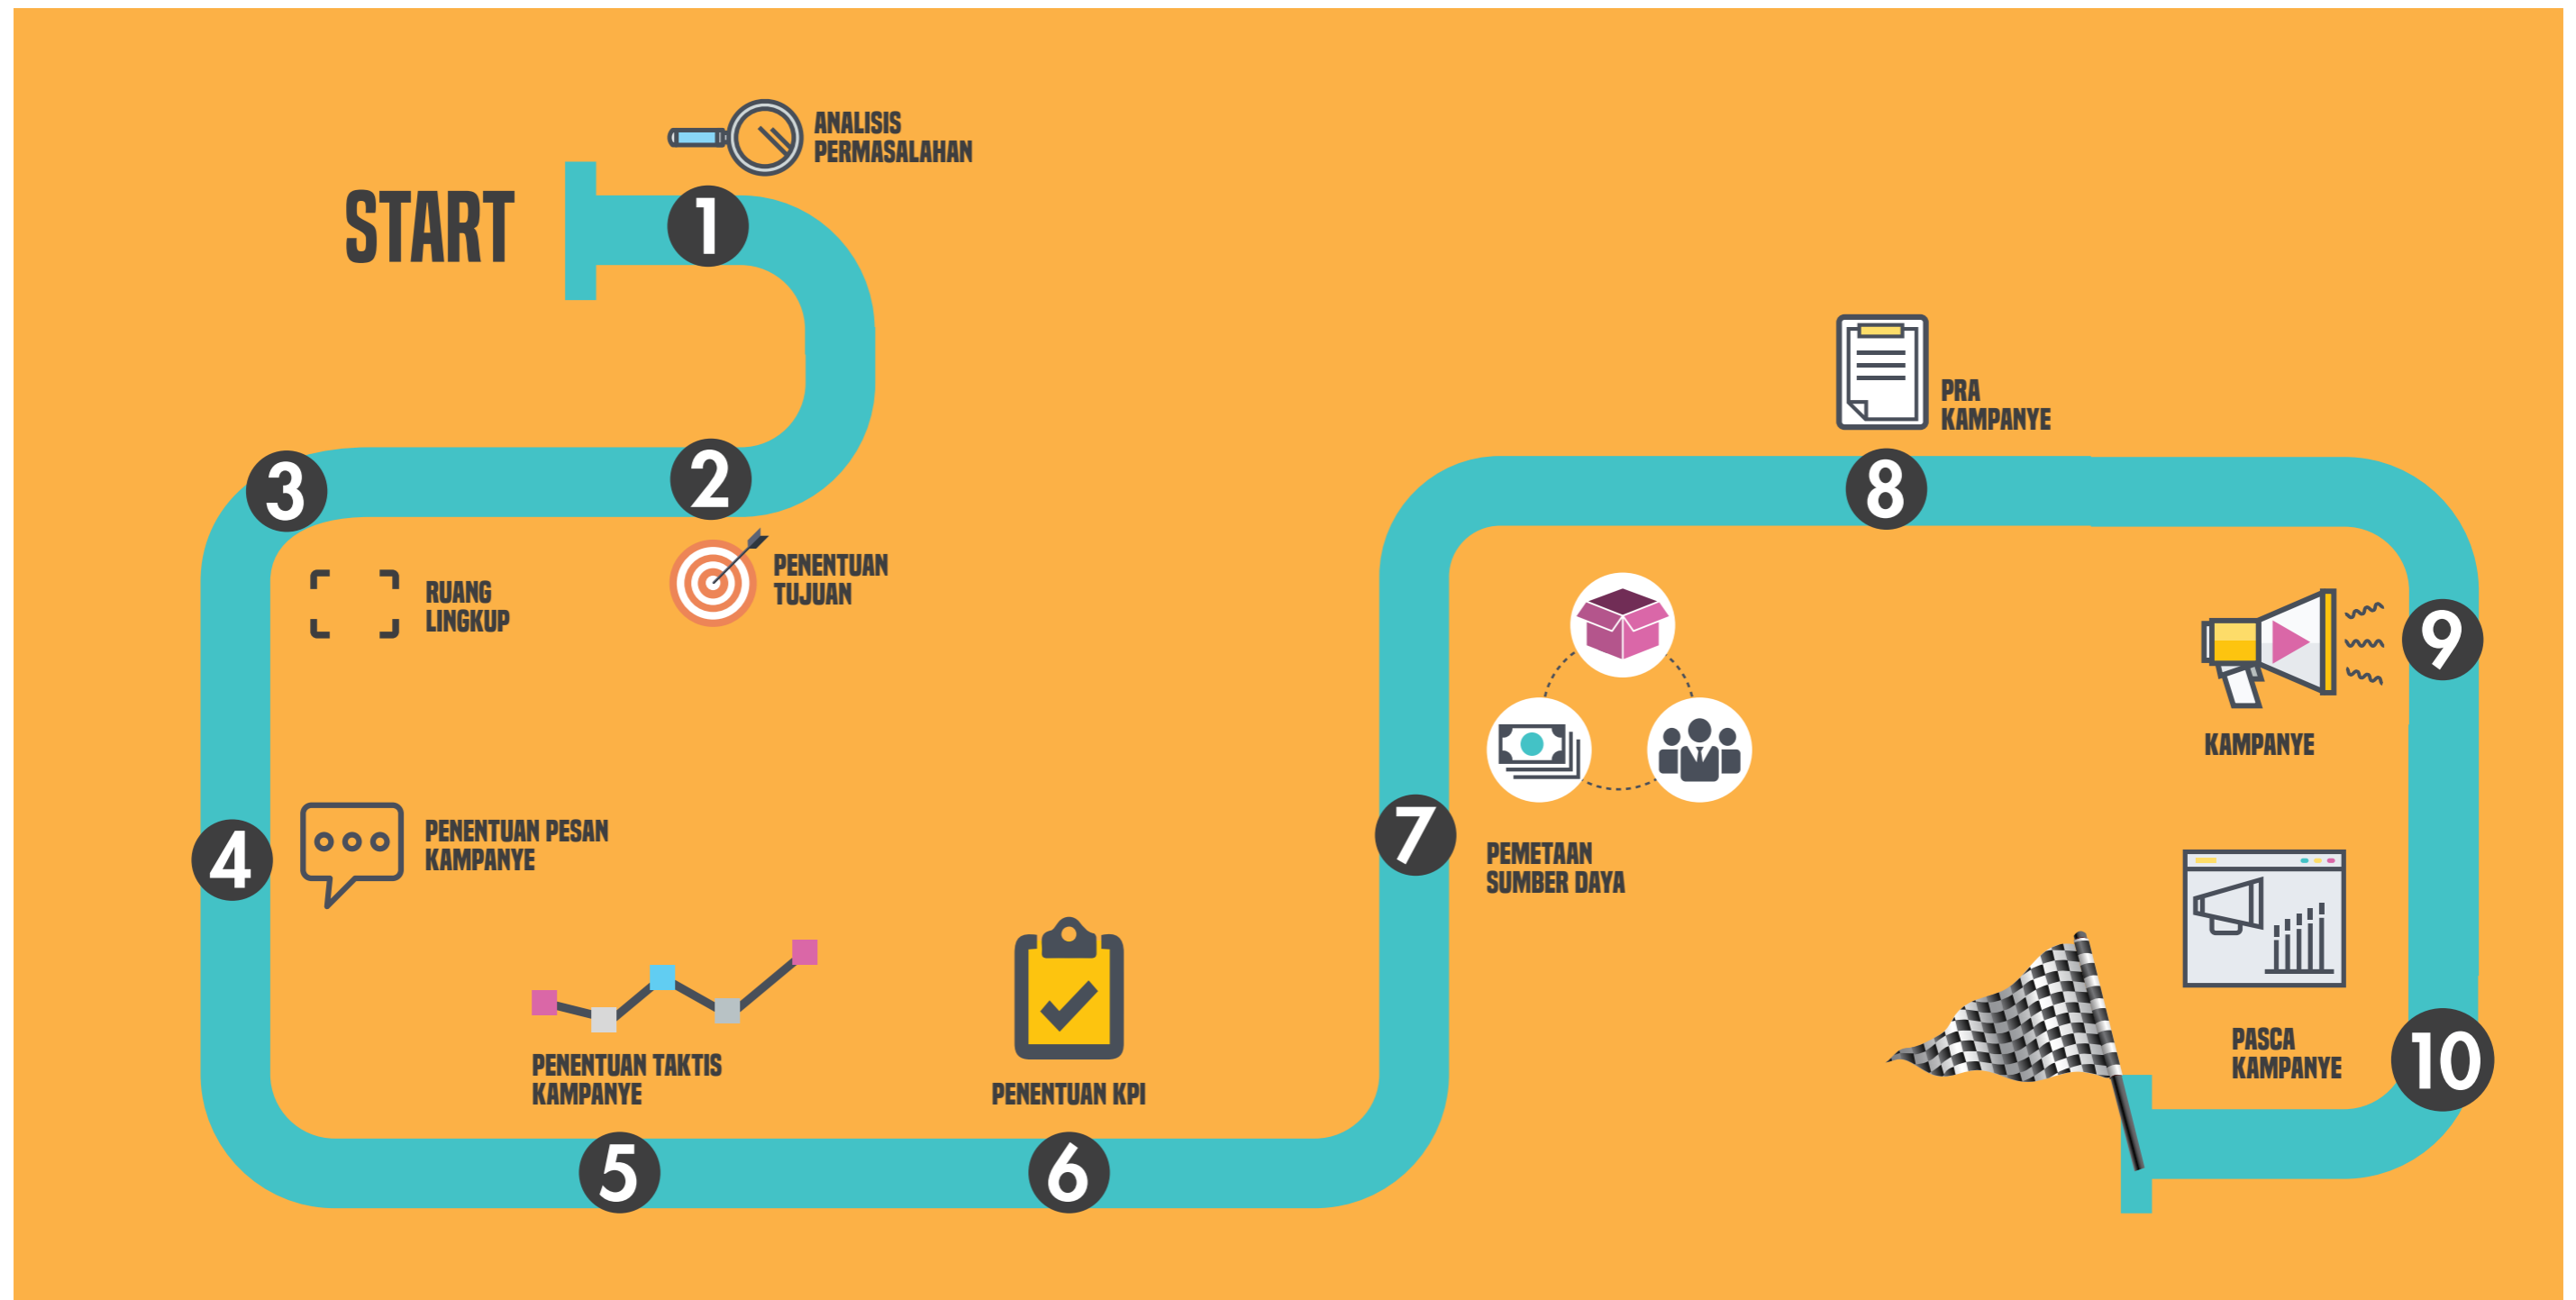 START
1
ANALISIS
PERMASALAHAN
2
PENENTUAN
TUJUAN
3
RUANG
LINGKUP
4
PENENTUAN PESAN
KAMPANYE
5
PENENTUAN TAKTIS
KAMPANYE
6
PENENTUAN KPI
7
PEMETAAN
SUMBER DAYA
8
PRA
KAMPANYE
9
KAMPANYE
10
PASCA
KAMPANYE